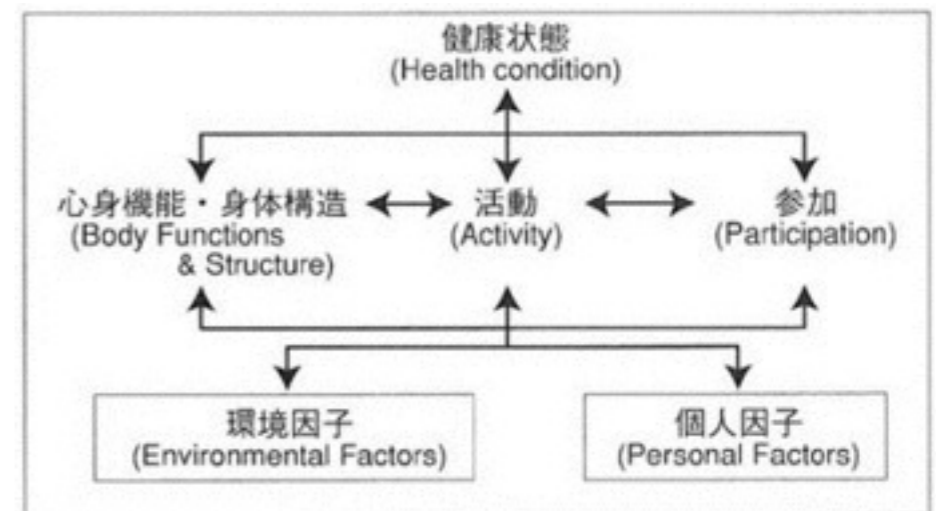 健康状態
(Health condition)
心身機能・身体構造
(Body Functions
& Structure)
活動
(Activity)
参加
(Participation)
環境因子
(Environmental Factors)
個人因子
(Personal Factors)